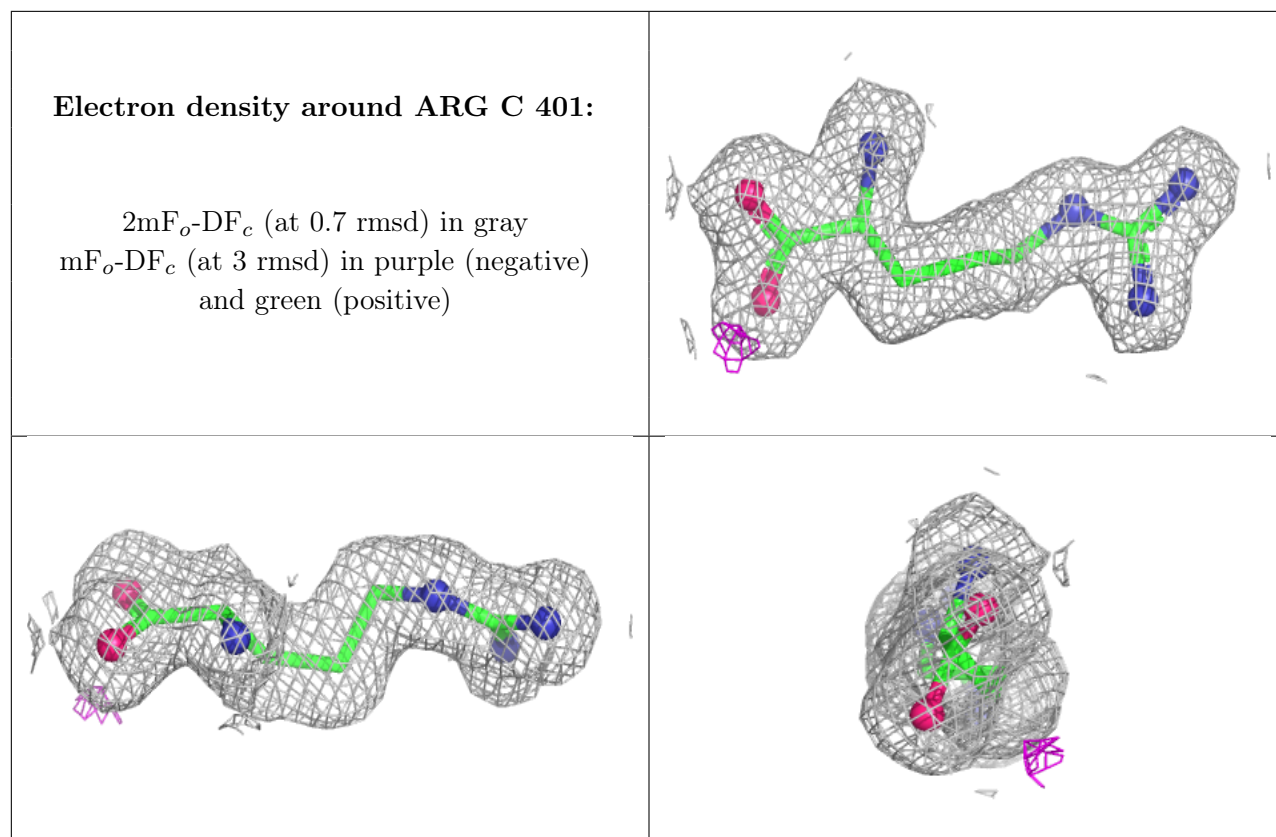 Electron density around ARG C 401:
2mFo-DFc (at 0.7 rmsd) in gray
mFo-DFc (at 3 rmsd) in purple (negative)
and green (positive)